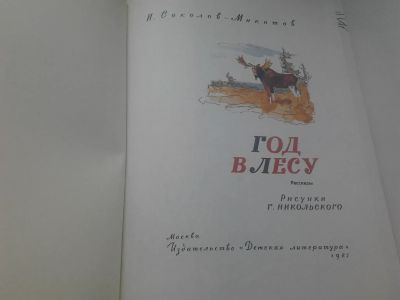 И. Соколов-Микитов
ГОД
В ЛЕСУ
Рассказы
Рисунки
Г. НИКОЛЬСКОГО
Москва
Издательство «Детская литература»